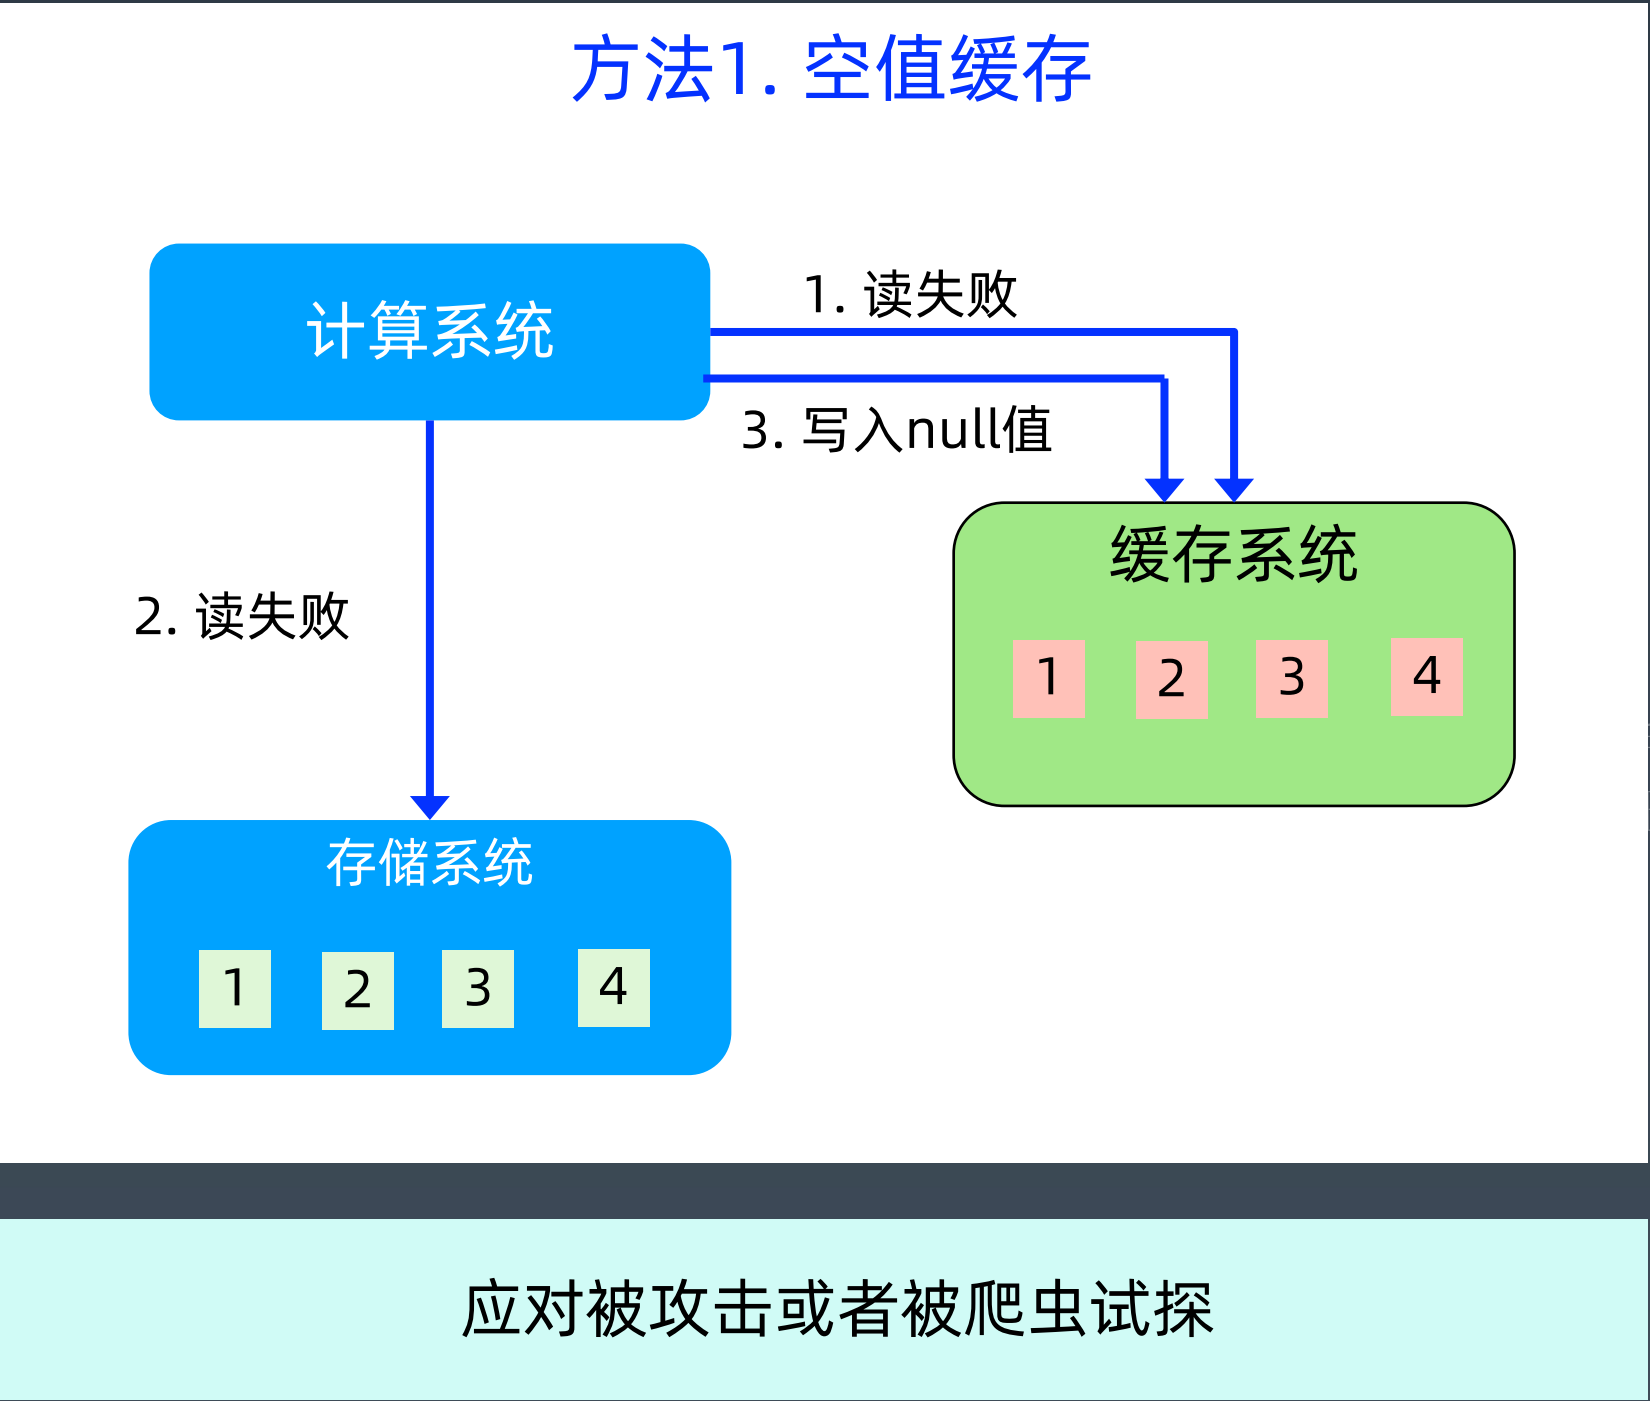 方法1. 空值缓存
计算系统
1. 读失败
3. 写入null值
缓存系统
1 2 3 4
2. 读失败
存储系统
1 2 3 4
应对被攻击或者被爬虫试探